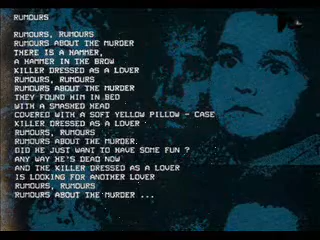 RUMOURS
RUMOURS, RUMOURS
RUMOURS ABOUT THE MURDER
THERE IS A HAMMER,
A HAMMER IN THE BROW
KILLER DRESSED AS A LOVER
RUMOURS, RUMOURS
RUMOURS ABOUT THE MURDER
THEY FOUND HIM IN BED
WITH A SMASHED HEAD
COVERED WITH A SOFT YELLOW PILLOW - CASE
KILLER DRESSED AS A LOVER
RUMOURS, RUMOURS
RUMOURS ABOUT THE MURDER.
DID HE JUST WANT TO HAVE SOME FUN ?
ANY WAY HE'S DEAD NOW
AND THE KILLER DRESSED AS A LOVER
IS LOOKING FOR ANOTHER LOVER
RUMOURS, RUMOURS
RUMOURS ABOUT THE MURDER ...